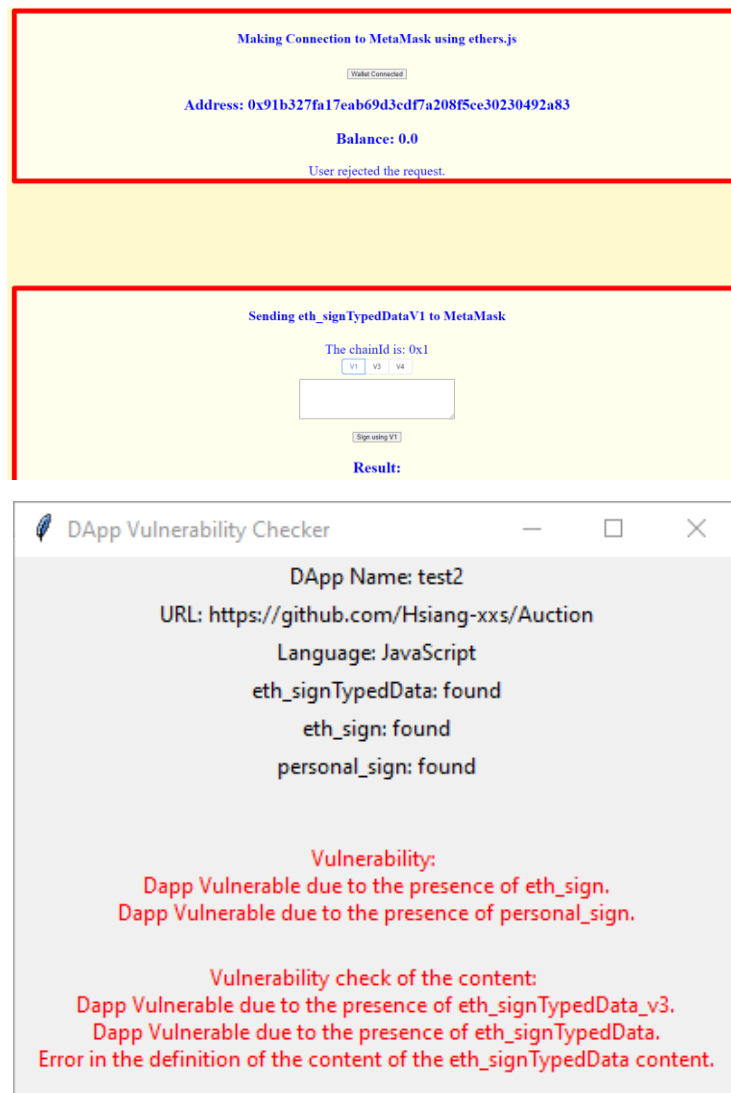 Making Connection to MetaMask using ethers.js
Wallet Connected
Address: 0x91b327fa17eab69d3cdf7a208f5ce30230492a83
Balance: 0.0
User rejected the request.
Sending eth_signTypedDataV1 to MetaMask
The chainId is: 0x1
V1 V3 V4
Sign using V1
Result:
DApp Vulnerability Checker
DApp Name: test2
URL: https://github.com/Hsiang-xxs/Auction
Language: JavaScript
eth_signTypedData: found
eth_sign: found
personal_sign: found
Vulnerability:
Dapp Vulnerable due to the presence of eth_sign.
Dapp Vulnerable due to the presence of personal_sign.
Vulnerability check of the content:
Dapp Vulnerable due to the presence of eth_signTypedData_v3.
Dapp Vulnerable due to the presence of eth_signTypedData.
Error in the definition of the content of the eth_signTypedData content.